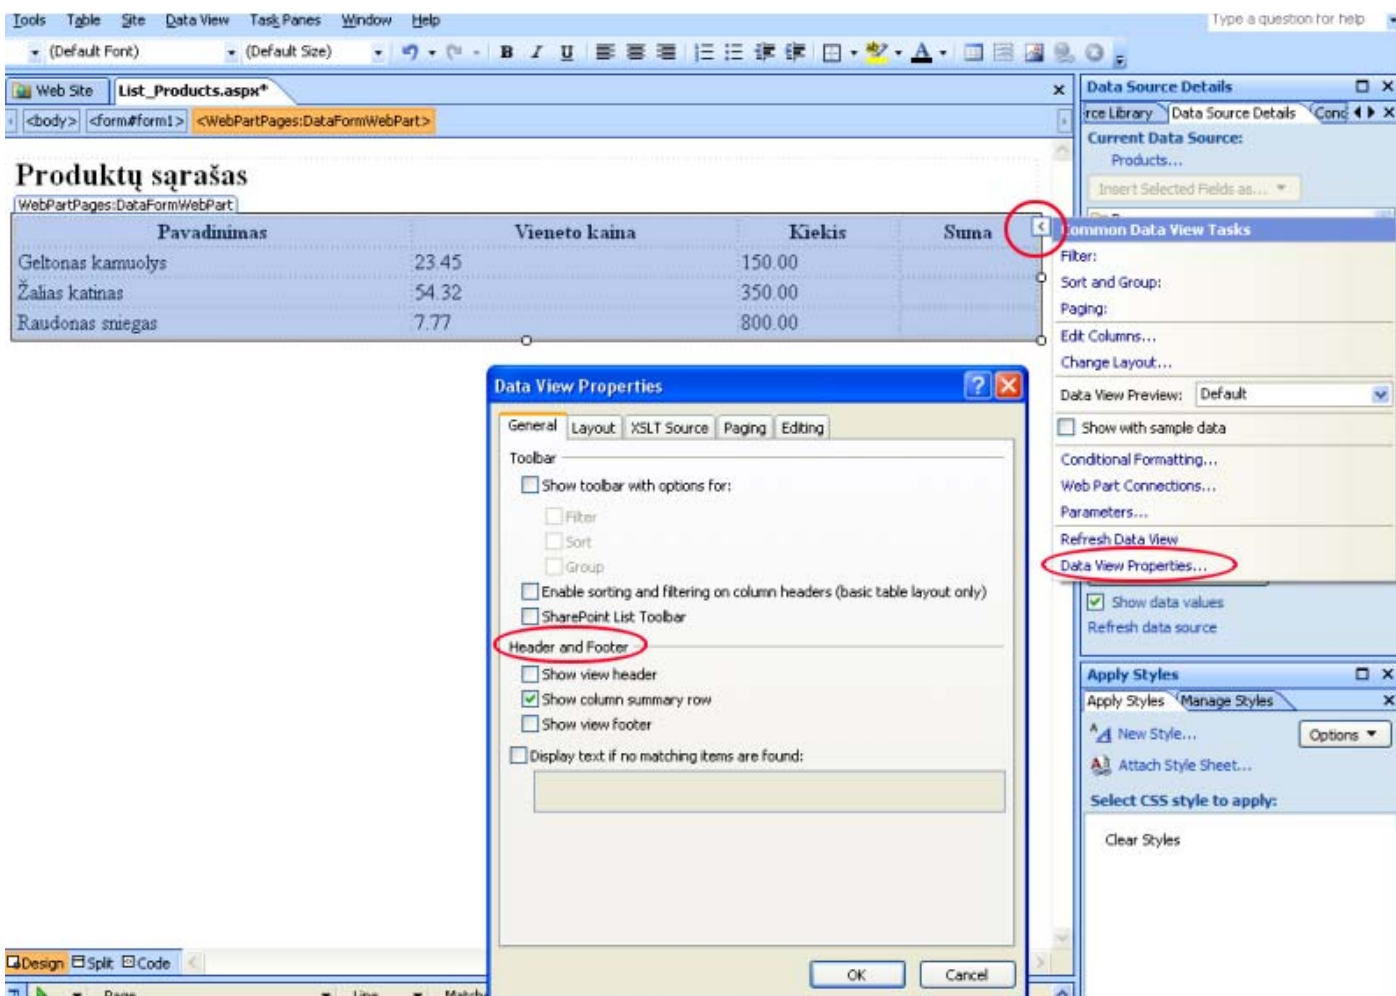 Tools Table Site Data View Task Panes Window Help Type a question for help
(Default Font) (Default Size) B I U A
Web Site List_Products.aspx*
<body> <form#form1> <WebPartPages:DataFormWebPart>
Produktų sąrašas
WebPartPages:DataFormWebPart
Pavadinimas Vieneto kaina Kiekis Suma
Geltonas kamuolys 23.45 150.00
Žalias katinas 54.32 350.00
Raudonas sniegas 7.77 800.00
Data Source Details
rce Library Data Source Details Cond
Current Data Source:
Products...
Insert Selected Fields as...
ommon Data View Tasks
Filter:
Sort and Group:
Paging:
Edit Columns...
Change Layout...
Data View Preview: Default
Show with sample data
Conditional Formatting...
Web Part Connections...
Parameters...
Refresh Data View
Data View Properties...
Show data values
Refresh data source
Data View Properties
General Layout XSLT Source Paging Editing
Toolbar
Show toolbar with options for:
Filter
Sort
Group
Enable sorting and filtering on column headers (basic table layout only)
SharePoint List Toolbar
Header and Footer
Show view header
Show column summary row
Show view footer
Display text if no matching items are found:
OK Cancel
Apply Styles
Apply Styles Manage Styles
New Style... Options
Attach Style Sheet...
Select CSS style to apply:
Clear Styles
Design Split Code
Page Line